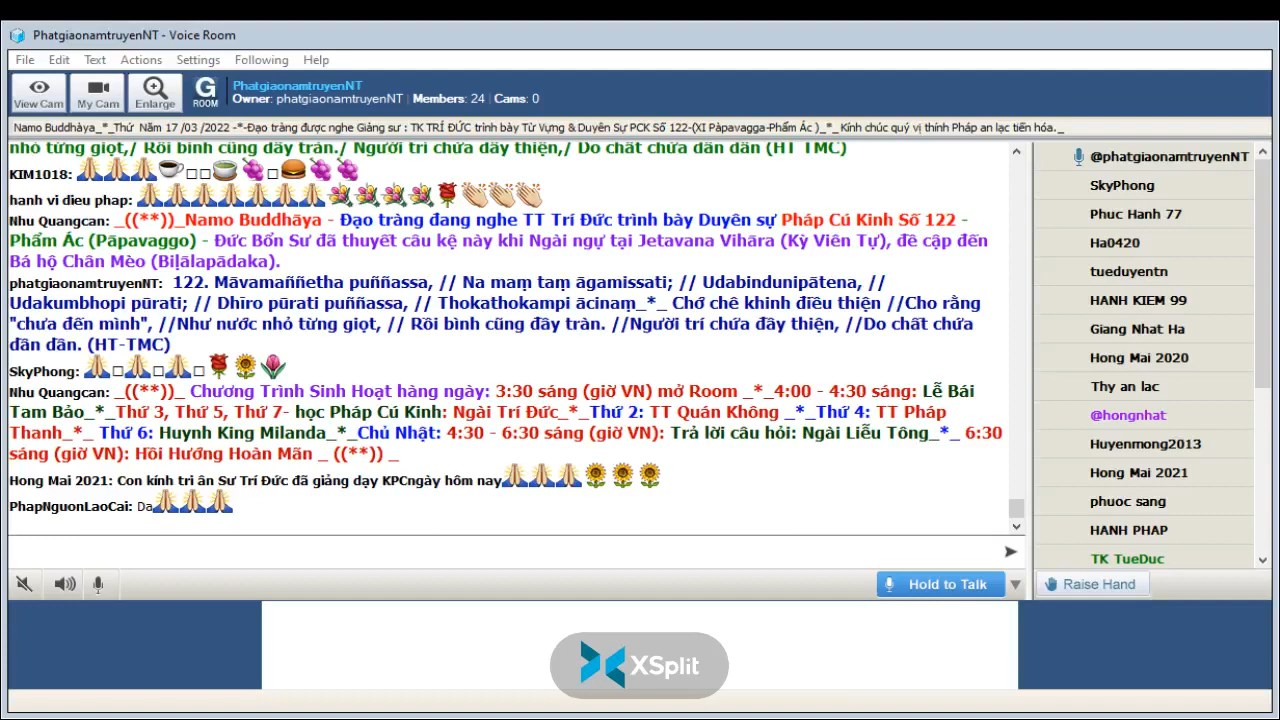 PhatgiaonamtruyenNT - Voice Room
File Edit Text Actions Settings Following Help
View Cam
My Cam
Enlarge
G ROOM
PhatgiaonamtruyenNT
Owner: phatgiaonamtruyenNT | Members: 24 | Cams: 0
Namo Buddhàya_*_Thứ Năm 17 /03 /2022 -*-Đạo tràng được nghe Giảng sư : TK TRÍ ĐỨC trình bày Từ Vựng & Duyên Sự PCK Số 122-(XI Pàpavagga-Phẩm Ác )_*_ Kính chúc quý vị thính Pháp an lạc tiến hóa._
nhỏ từng giọt,/ Rồi bình cũng đầy tràn./ Người trí chứa đầy thiện,/ Do chất chứa dần dần (HT TMC)
KIM1018: 🙏🙏🙏☕□□🍵🍇□🍔🍇🍇
hanh vi dieu phap: 🙏🙏🙏🙏🙏🙏🙏💐💐💐💐🌹👏👏👏
Nhu Quangcan: _((**))_Namo Buddhāya - Đạo tràng đang nghe TT Trí Đức trình bày Duyên sự Pháp Cú Kinh Số 122 -
Phẩm Ác (Pāpavaggo) - Đức Bổn Sư đã thuyết câu kệ này khi Ngài ngự tại Jetavana Vihāra (Kỳ Viên Tự), đề cập đến
Bá hộ Chân Mèo (Biḷālapādaka).
phatgiaonamtruyenNT: 122. Māvamaññetha puññassa, // Na maṃ taṃ āgamissati; // Udabindunipātena, //
Udakumbhopi pūrati; // Dhīro pūrati puññassa, // Thokathokampi ācinaṃ_*_ Chớ chê khinh điều thiện //Cho rằng
"chưa đến mình", //Như nước nhỏ từng giọt, // Rồi bình cũng đầy tràn. //Người trí chứa đầy thiện, //Do chất chứa
dần dần. (HT-TMC)
SkyPhong: 🙏□🙏□🙏□🌹🌻🌷
Nhu Quangcan: _((**))_ Chương Trình Sinh Hoạt hàng ngày: 3:30 sáng (giờ VN) mở Room _*_4:00 - 4:30 sáng: Lễ Bái
Tam Bảo_*_Thứ 3, Thứ 5, Thứ 7- học Pháp Cú Kinh: Ngài Trí Đức_*_Thứ 2: TT Quán Không _*_Thứ 4: TT Pháp
Thanh_*_ Thứ 6: Huynh King Milanda_*_Chủ Nhật: 4:30 - 6:30 sáng (giờ VN): Trả lời câu hỏi: Ngài Liễu Tông_*_ 6:30
sáng (giờ VN): Hồi Hướng Hoàn Mãn _ ((**)) _
Hong Mai 2021: Con kính tri ân Sư Trí Đức đã giảng dạy KPCngày hôm nay🙏🙏🙏🌻🌻🌻
PhapNguonLaoCai: Da🙏🙏🙏
@phatgiaonamtruyenNT
SkyPhong
Phuc Hanh 77
Ha0420
tueduyentn
HANH KIEM 99
Giang Nhat Ha
Hong Mai 2020
Thy an lac
@hongnhat
Huyenmong2013
Hong Mai 2021
phuoc sang
HANH PHAP
TK TueDuc
Hold to Talk
Raise Hand
XSplit